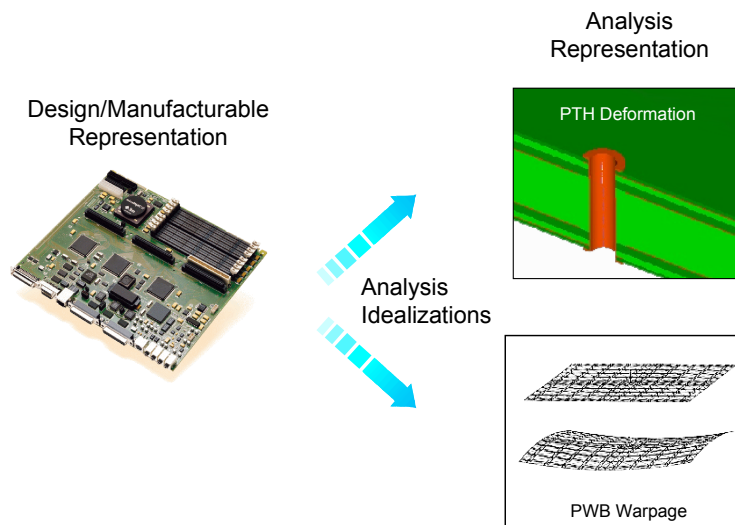 Analysis
Representation
Design/Manufacturable
Representation
PTH Deformation
Analysis
Idealizations
PWB Warpage